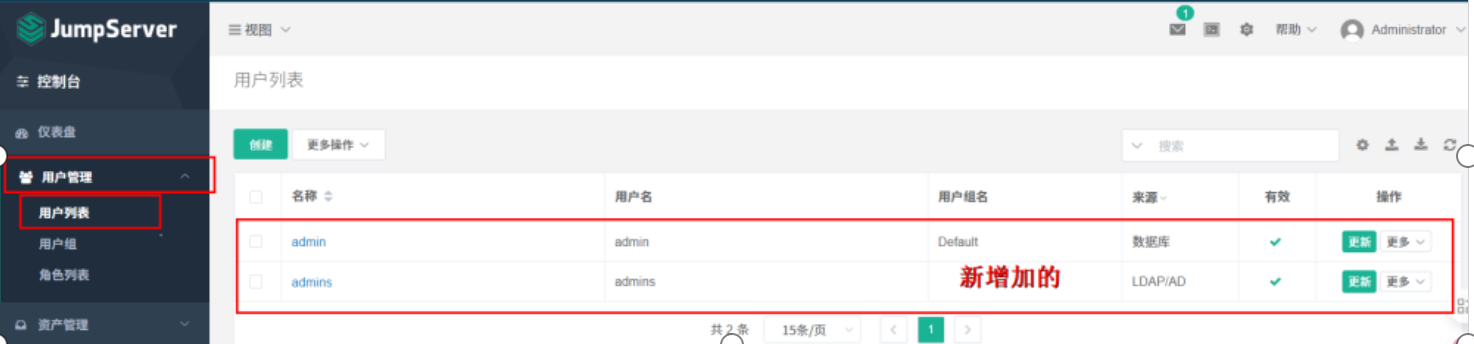 JumpServer
视图
1
帮助
Administrator
控制台
用户列表
仪表盘
创建
更多操作
搜索
用户管理
用户列表
用户组
角色列表
资产管理
名称
用户名
用户组名
来源
有效
操作
admin
admin
Default
数据库
更新
更多
admins
admins
新增加的
LDAP/AD
更新
更多
共 2 条
15条/页
1